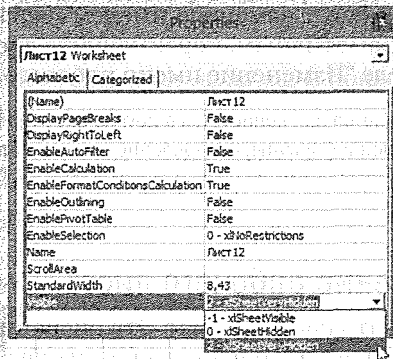 Properties
Лист12 Worksheet
Alphabetic Categorized
(Name) Лист12
DisplayPageBreaks False
DisplayRightToLeft False
EnableAutoFilter False
EnableCalculation True
EnableFormatConditionsCalculation True
EnableOutlining False
EnablePivotTable False
EnableSelection 0 - xlNoRestrictions
Name Лист12
ScrollArea
StandardWidth 8,43
Visible 2 - xlSheetVeryHidden
-1 - xlSheetVisible
0 - xlSheetHidden
2 - xlSheetVeryHidden